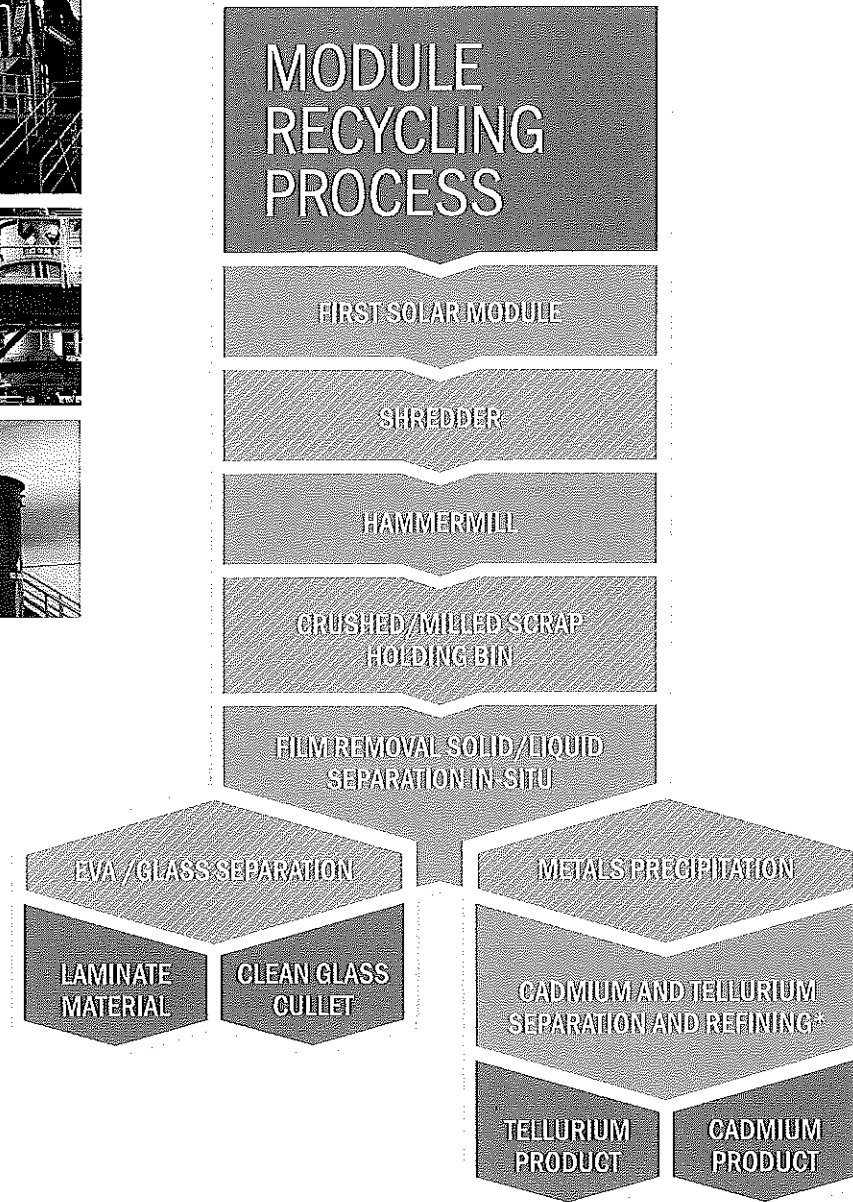 MODULE
RECYCLING
PROCESS
FIRST SOLAR MODULE
SHREDDER
HAMMERMILL
CRUSHED/MILLED SCRAP
HOLDING BIN
FILM REMOVAL SOLID/LIQUID
SEPARATION IN-SITU
EVA/GLASS SEPARATION
METALS PRECIPITATION
LAMINATE
MATERIAL
CLEAN GLASS
CULLET
CADMIUM AND TELLURIUM
SEPARATION AND REFINING*
TELLURIUM
PRODUCT
CADMIUM
PRODUCT